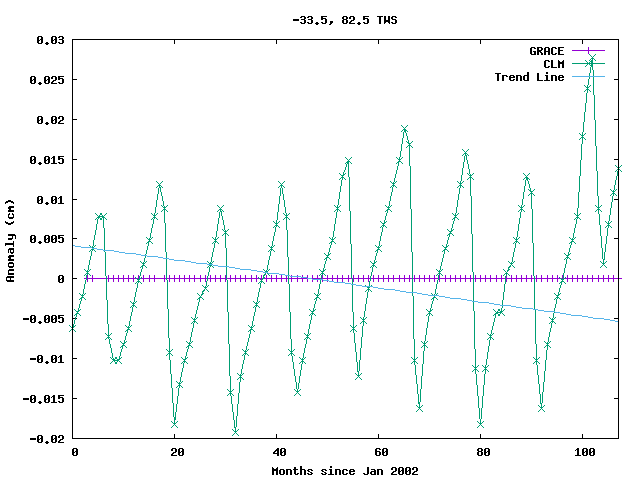 -33.5, 82.5 TWS
0.03
0.025
0.02
0.015
0.01
0.005
0
-0.005
-0.01
-0.015
-0.02
Anomaly (cm)
GRACE
CLM
Trend Line
0 20 40 60 80 100
Months since Jan 2002